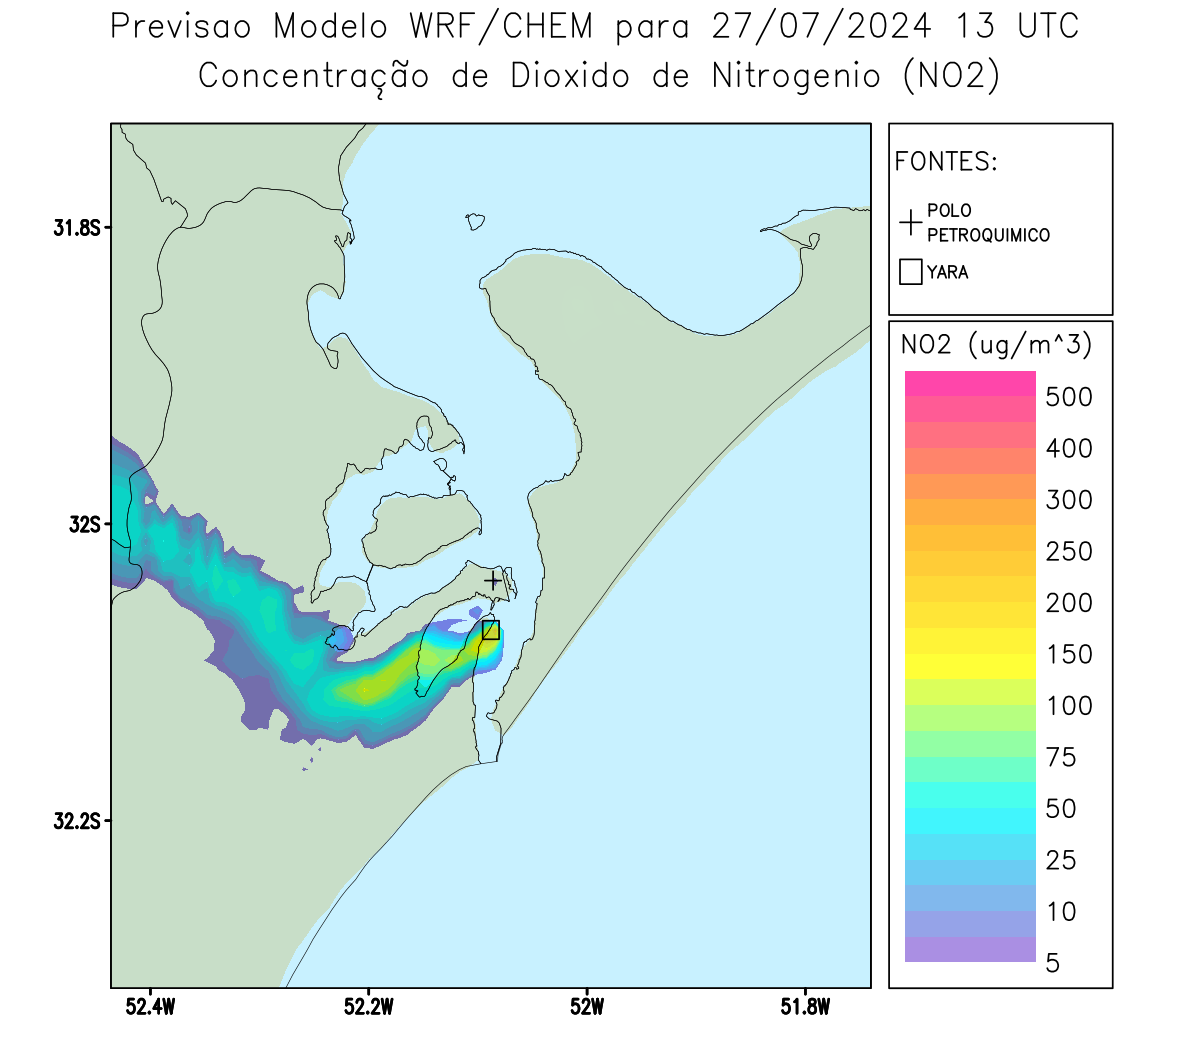 Previsao Modelo WRF/CHEM para 27/07/2024 13 UTC
Concentração de Dioxido de Nitrogenio (NO2)
FONTES:
POLO
PETROQUIMICO
YARA
NO2 (ug/m^3)
500
400
300
250
200
150
100
75
50
25
10
5
31.8S
32S
32.2S
52.4W
52.2W
52W
51.8W